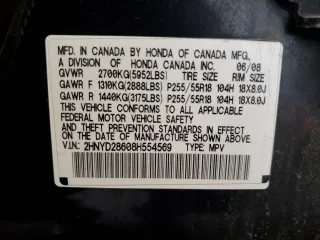 MFD. IN CANADA BY HONDA OF CANADA MFG.,
A DIVISION OF HONDA CANADA INC. 06/08
GVWR 2700KG(5952LBS) TIRE SIZE RIM SIZE
GAWR F 1310KG(2888LBS) P255/55R18 104H 18X8.0J
GAWR R 1440KG(3175LBS) P255/55R18 104H 18X8.0J
THIS VEHICLE CONFORMS TO ALL APPLICABLE
FEDERAL MOTOR VEHICLE SAFETY STANDARDS
IN EFFECT ON THE DATE OF MANUFACTURE
SHOWN ABOVE.
V.I.N.: 2HNYD28608H554569 TYPE: MPV